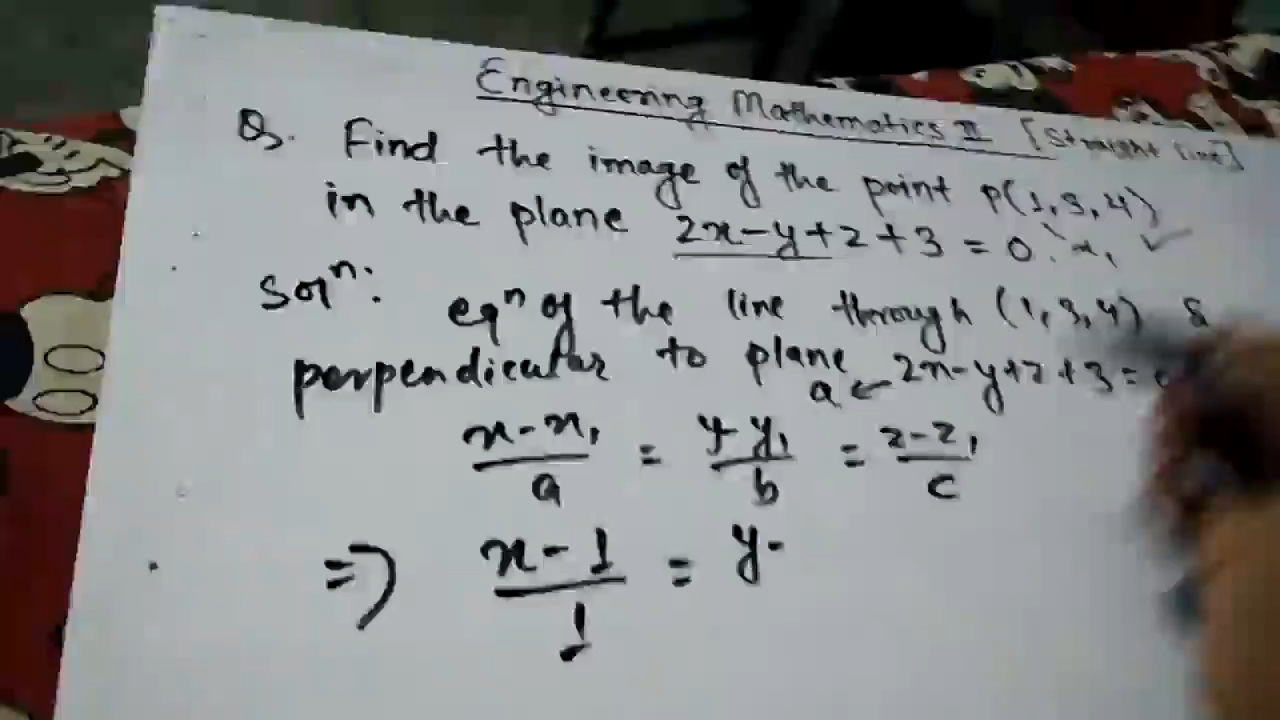 Engineering Mathematics II [Straight line]
Q. Find the image of the point P(1, 3, 4)
in the plane 2x-y+z+3=0
Solⁿ: eqⁿ of the line through (1, 3, 4) &
perpendicular to plane 2x-y+z+3=0
a ←
x-x₁/a = y-y₁/b = z-z₁/c
=> x-1/1 = y-